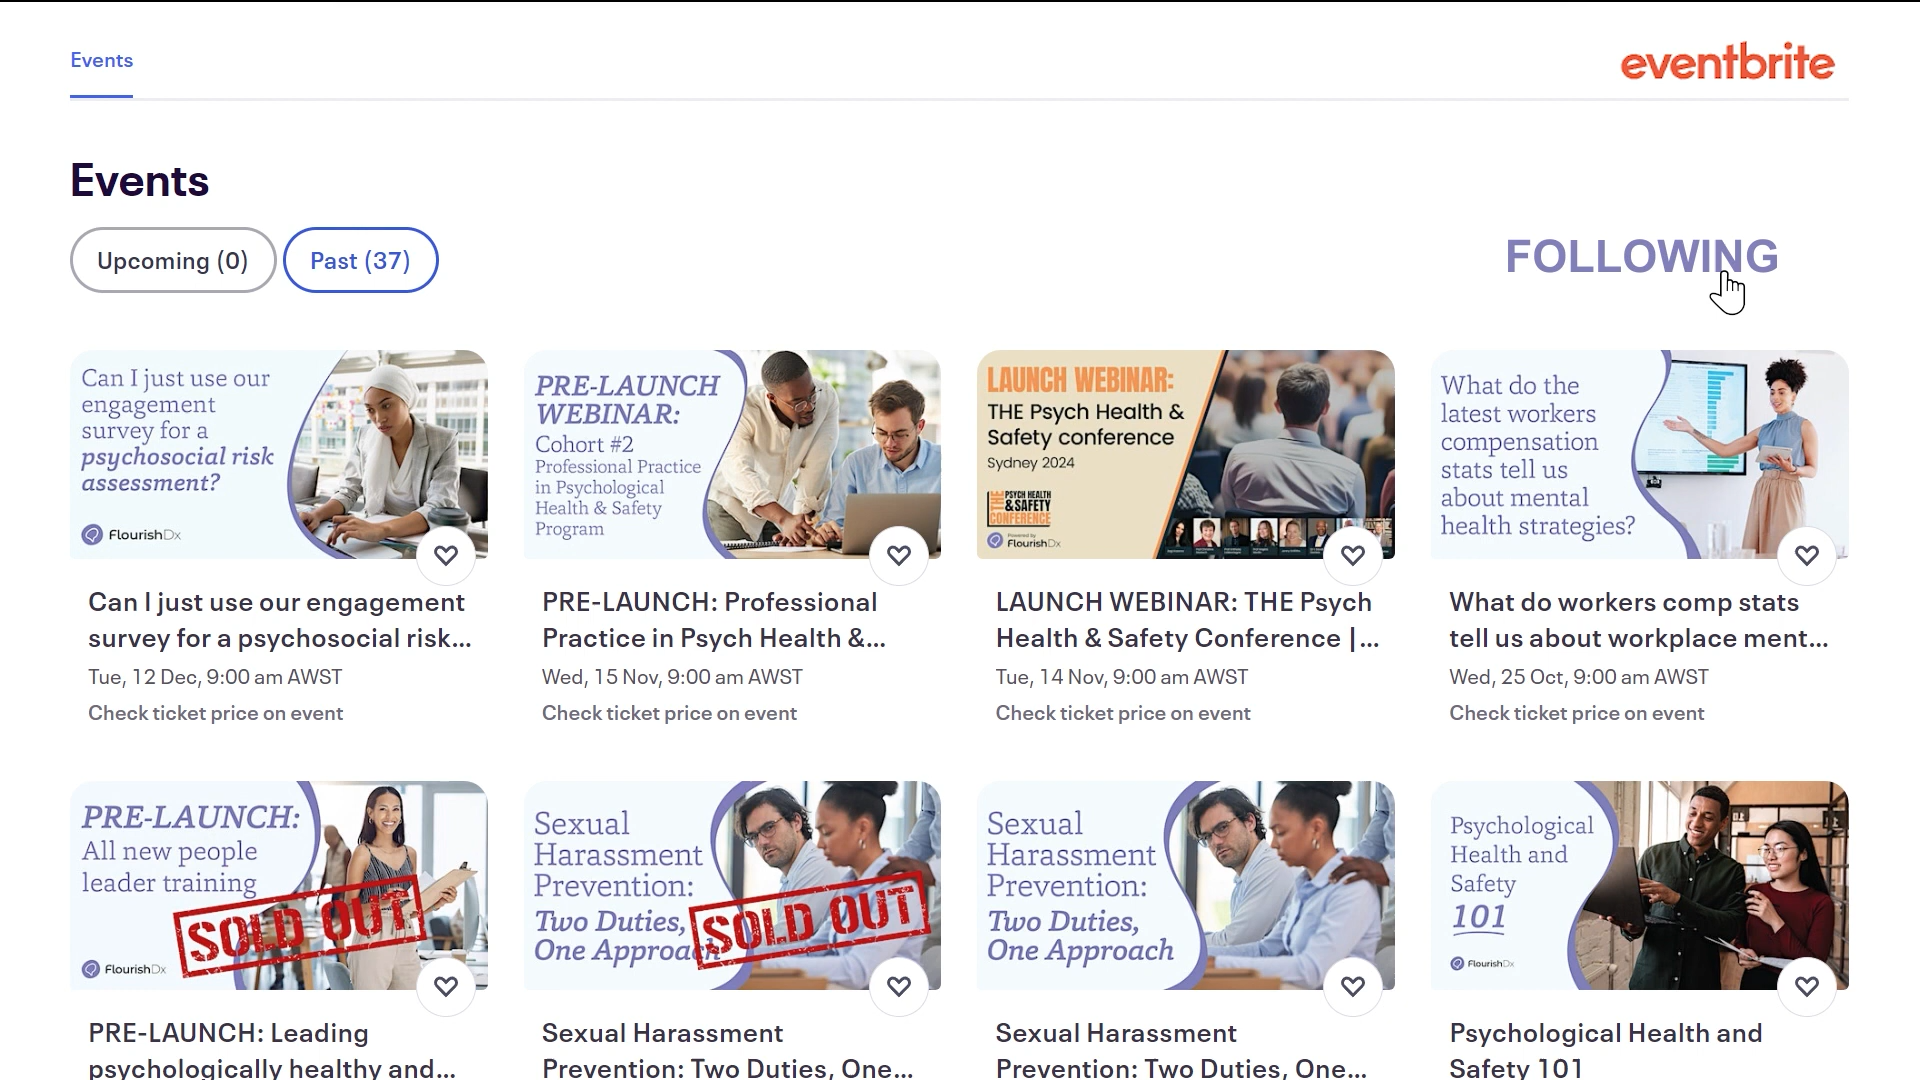 Events
eventbrite
Events
Upcoming (0)
Past (37)
FOLLOWING
Can I just use our
engagement
survey for a
psychosocial risk
assessment?
FlourishDx
PRE-LAUNCH
WEBINAR:
Cohort #2
Professional Practice
in Psychological
Health & Safety
Program
LAUNCH WEBINAR:
THE Psych Health &
Safety conference
Sydney 2024
THE PSYCH HEALTH
& SAFETY
CONFERENCE
Powered by
FlourishDx
What do the
latest workers
compensation
stats tell us
about mental
health strategies?
Can I just use our engagement
survey for a psychosocial risk...
Tue, 12 Dec, 9:00 am AWST
Check ticket price on event
PRE-LAUNCH: Professional
Practice in Psych Health &...
Wed, 15 Nov, 9:00 am AWST
Check ticket price on event
LAUNCH WEBINAR: THE Psych
Health & Safety Conference |...
Tue, 14 Nov, 9:00 am AWST
Check ticket price on event
What do workers comp stats
tell us about workplace ment...
Wed, 25 Oct, 9:00 am AWST
Check ticket price on event
PRE-LAUNCH:
All new people
leader training
SOLD OUT
FlourishDx
Sexual
Harassment
Prevention:
Two Duties,
One Approach
SOLD OUT
Sexual
Harassment
Prevention:
Two Duties,
One Approach
Psychological
Health and
Safety
101
FlourishDx
PRE-LAUNCH: Leading
psychologically healthy and...
Sexual Harassment
Prevention: Two Duties, One...
Sexual Harassment
Prevention: Two Duties, One...
Psychological Health and
Safety 101